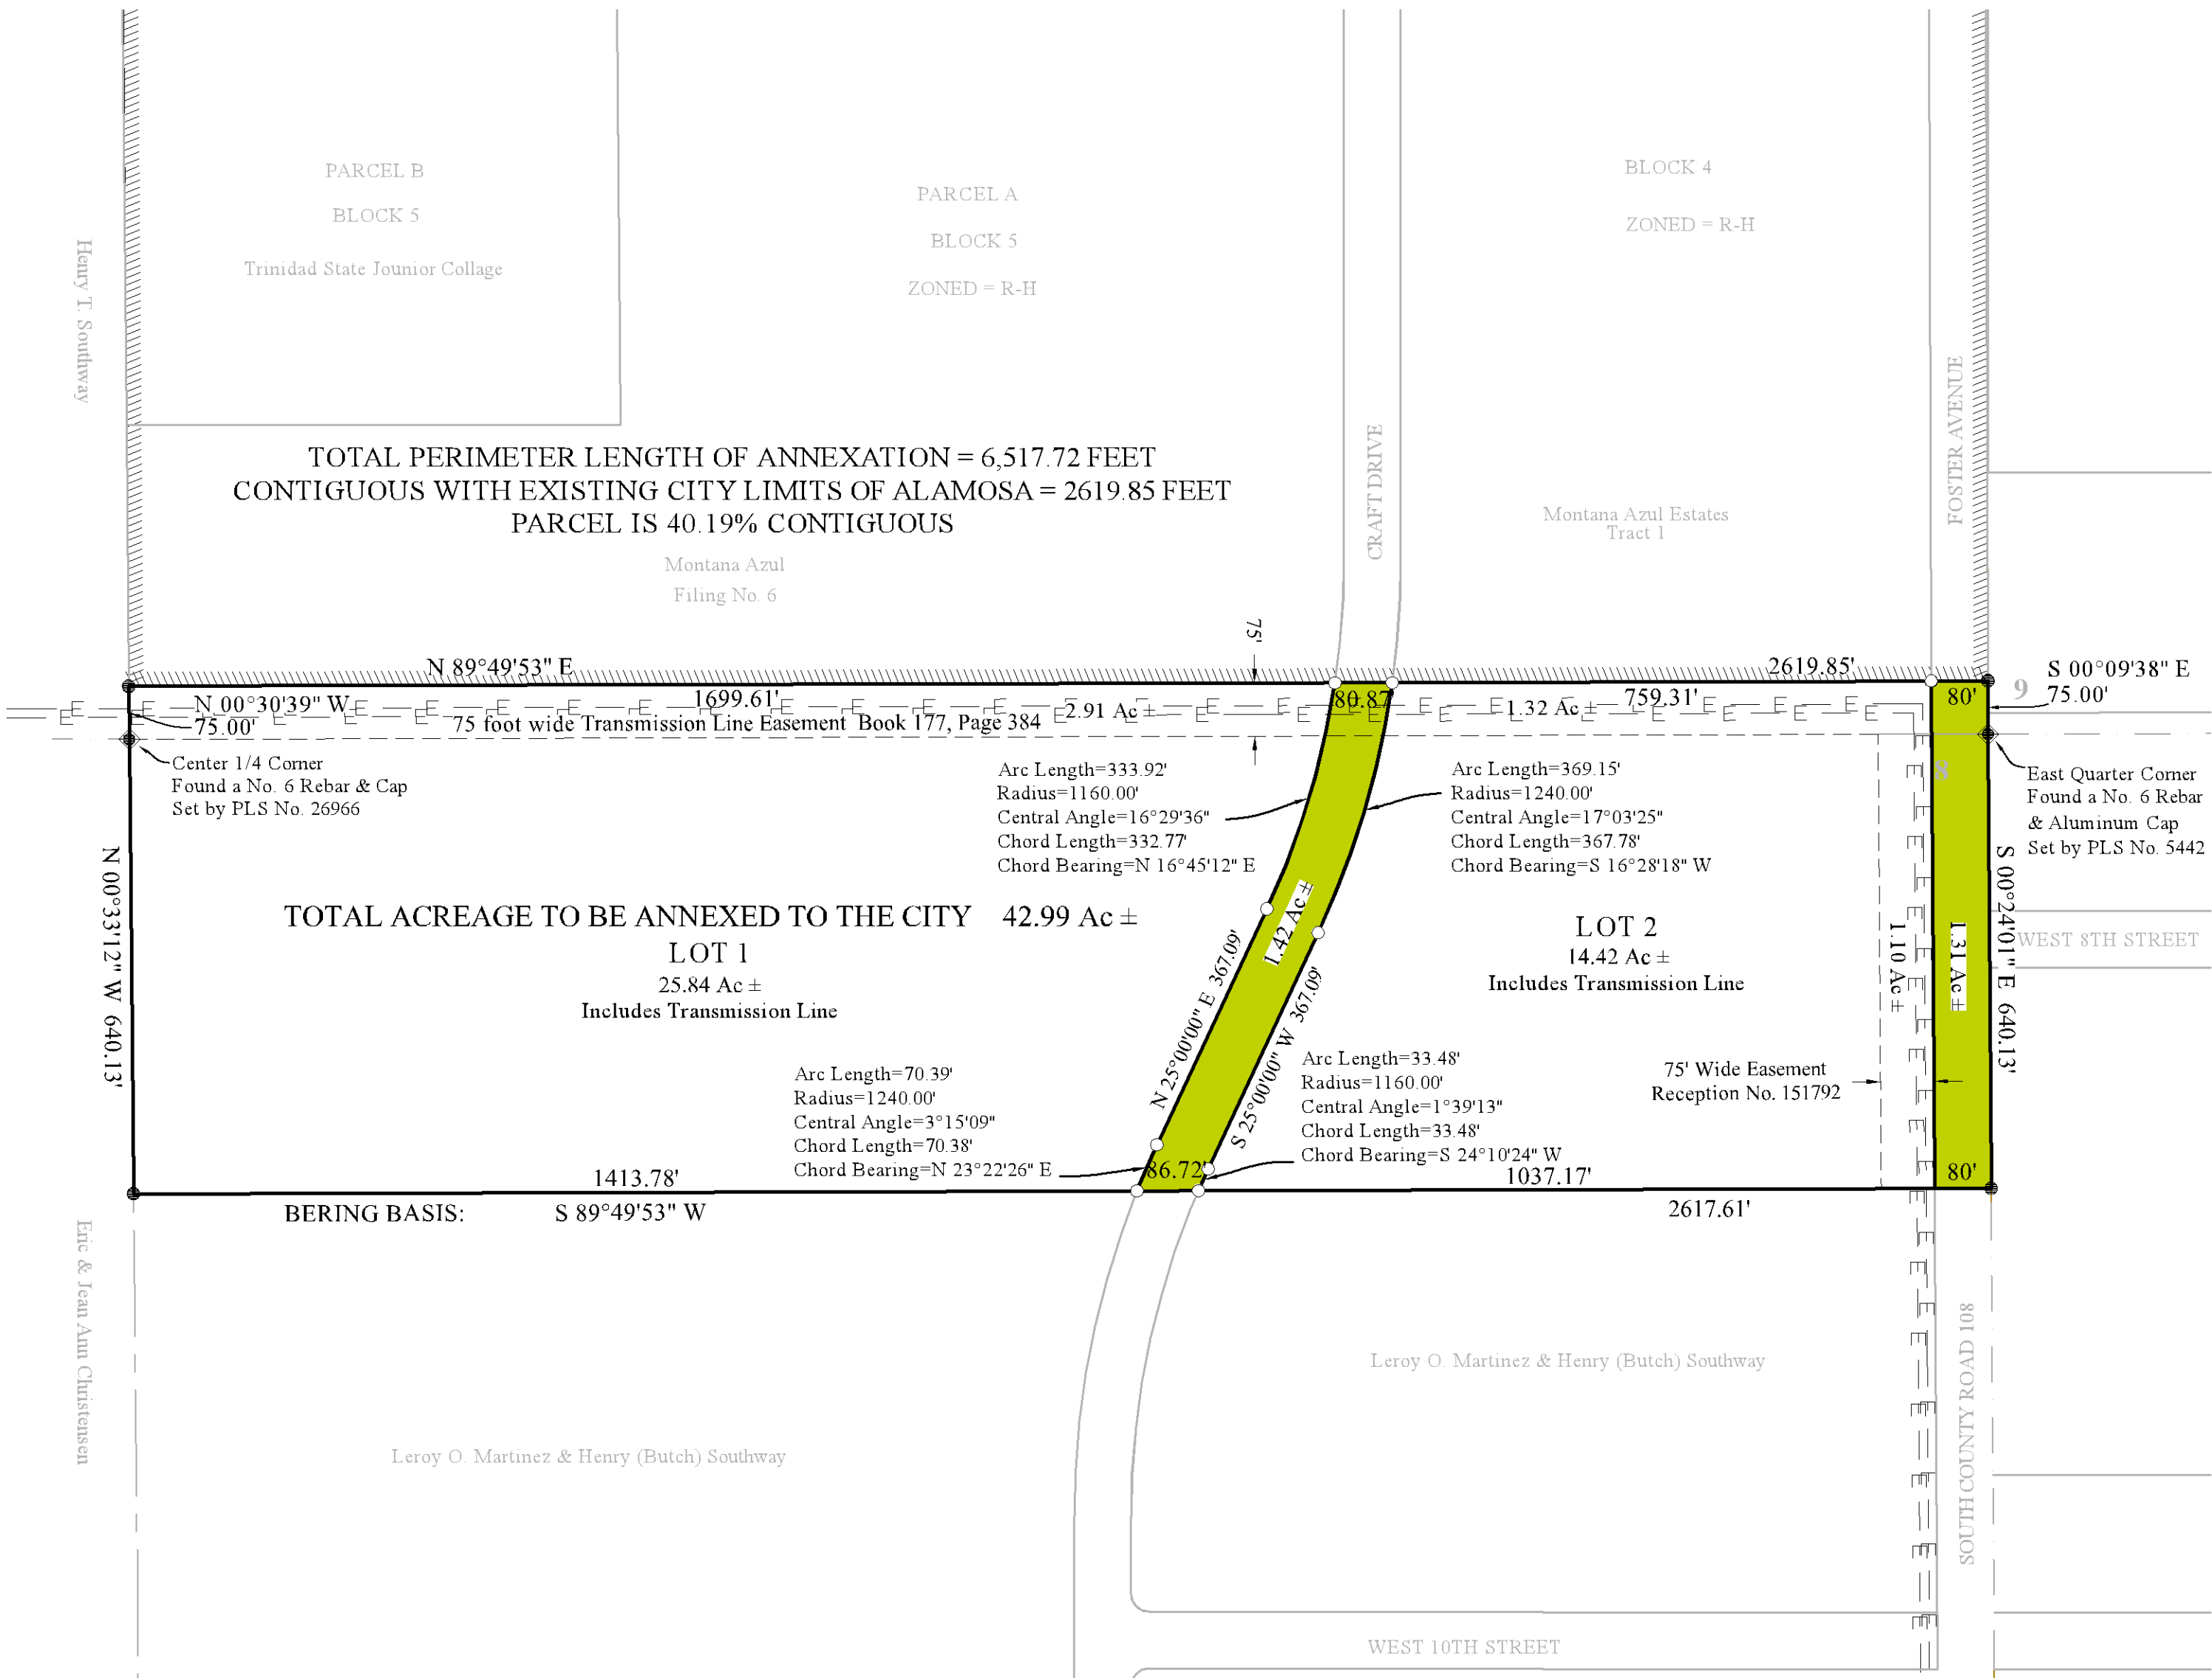 PARCEL B
BLOCK 5
Trinidad State Jounior Collage
PARCEL A
BLOCK 5
ZONED = R-H
BLOCK 4
ZONED = R-H
Henry T. Southway
CRAFT DRIVE
FOSTER AVENUE
TOTAL PERIMETER LENGTH OF ANNEXATION = 6,517.72 FEET
CONTIGUOUS WITH EXISTING CITY LIMITS OF ALAMOSA = 2619.85 FEET
PARCEL IS 40.19% CONTIGUOUS
Montana Azul
Filing No. 6
Montana Azul Estates
Tract 1
75'
N 89°49'53" E
2619.85'
S 00°09'38" E
75.00'
9
N 00°30'39" W
75.00'
1699.61'
75 foot wide Transmission Line Easement Book 177, Page 384
2.91 Ac ±
80.87
1.32 Ac ±
759.31'
80'
8
Center 1/4 Corner
Found a No. 6 Rebar & Cap
Set by PLS No. 26966
Arc Length=333.92'
Radius=1160.00'
Central Angle=16°29'36"
Chord Length=332.77'
Chord Bearing=N 16°45'12" E
Arc Length=369.15'
Radius=1240.00'
Central Angle=17°03'25"
Chord Length=367.78'
Chord Bearing=S 16°28'18" W
East Quarter Corner
Found a No. 6 Rebar
& Aluminum Cap
Set by PLS No. 5442
N 00°33'12" W 640.13'
TOTAL ACREAGE TO BE ANNEXED TO THE CITY 42.99 Ac ±
LOT 1
25.84 Ac ±
Includes Transmission Line
1.42 Ac ±
N 25°00'00" E 367.09'
S 25°00'00" W 367.09'
LOT 2
14.42 Ac ±
Includes Transmission Line
1.10 Ac ±
1.31 Ac ±
S 00°24'01" E 640.13'
WEST 8TH STREET
75' Wide Easement
Reception No. 151792
Arc Length=70.39'
Radius=1240.00'
Central Angle=3°15'09"
Chord Length=70.38'
Chord Bearing=N 23°22'26" E
Arc Length=33.48'
Radius=1160.00'
Central Angle=1°39'13"
Chord Length=33.48'
Chord Bearing=S 24°10'24" W
1413.78'
86.72'
1037.17'
80'
BERING BASIS: S 89°49'53" W
2617.61'
Eric & Jean Ann Christensen
Leroy O. Martinez & Henry (Butch) Southway
Leroy O. Martinez & Henry (Butch) Southway
SOUTH COUNTY ROAD 108
WEST 10TH STREET